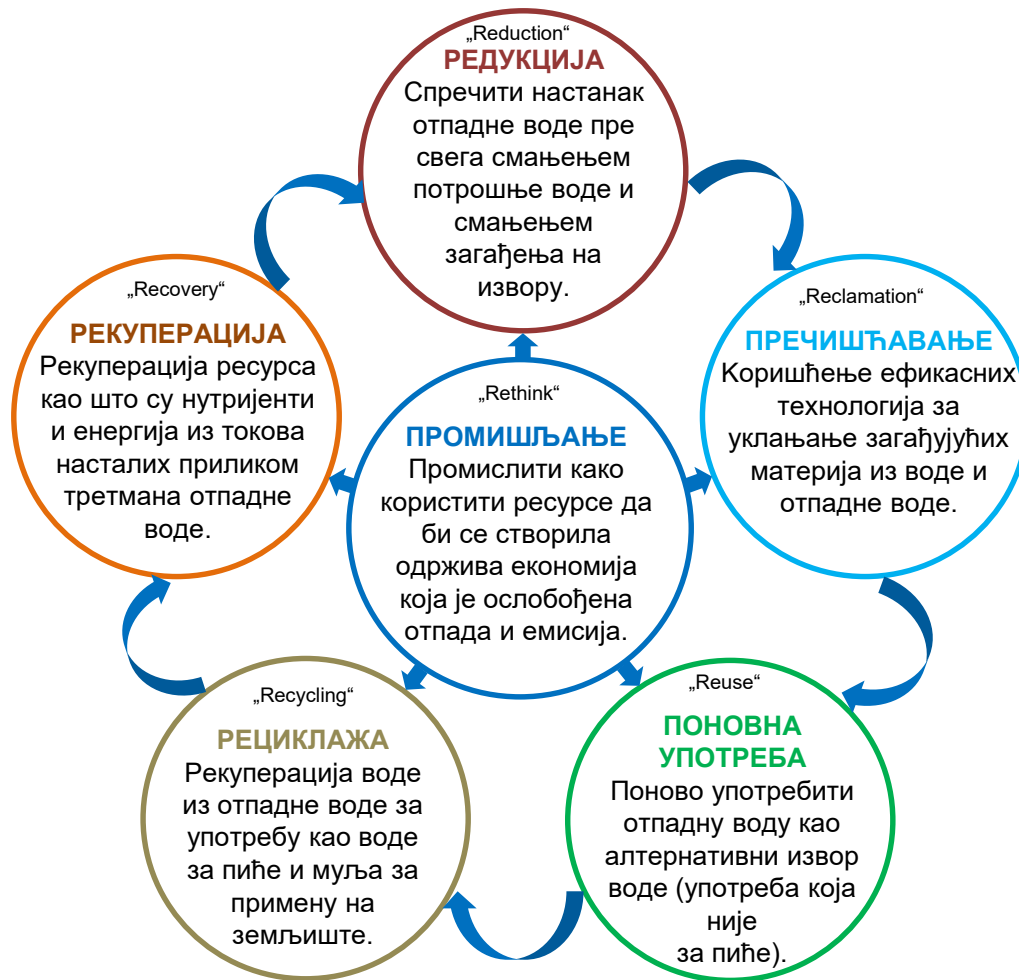 „Reduction“
РЕДУКЦИЈА
Спречити настанак
отпадне воде пре
свега смањењем
потрошње воде и
смањењем
загађења на
извору.
„Reclamation“
ПРЕЧИШЋАВАЊЕ
Коришћење ефикасних
технологија за
уклањање загађујућих
материја из воде и
отпадне воде.
„Reuse“
ПОНОВНА
УПОТРЕБА
Поново употребити
отпадну воду као
алтернативни извор
воде (употреба која
није
за пиће).
„Recycling“
РЕЦИКЛАЖА
Рекуперација воде
из отпадне воде за
употребу као воде
за пиће и муља за
примену на
земљиште.
„Recovery“
РЕКУПЕРАЦИЈА
Рекуперација ресурса
као што су нутријенти
и енергија из токова
насталих приликом
третмана отпадне
воде.
„Rethink“
ПРОМИШЉАЊЕ
Промислити како
користити ресурсе да
би се створила
одржива економија
која је ослобођена
отпада и емисија.